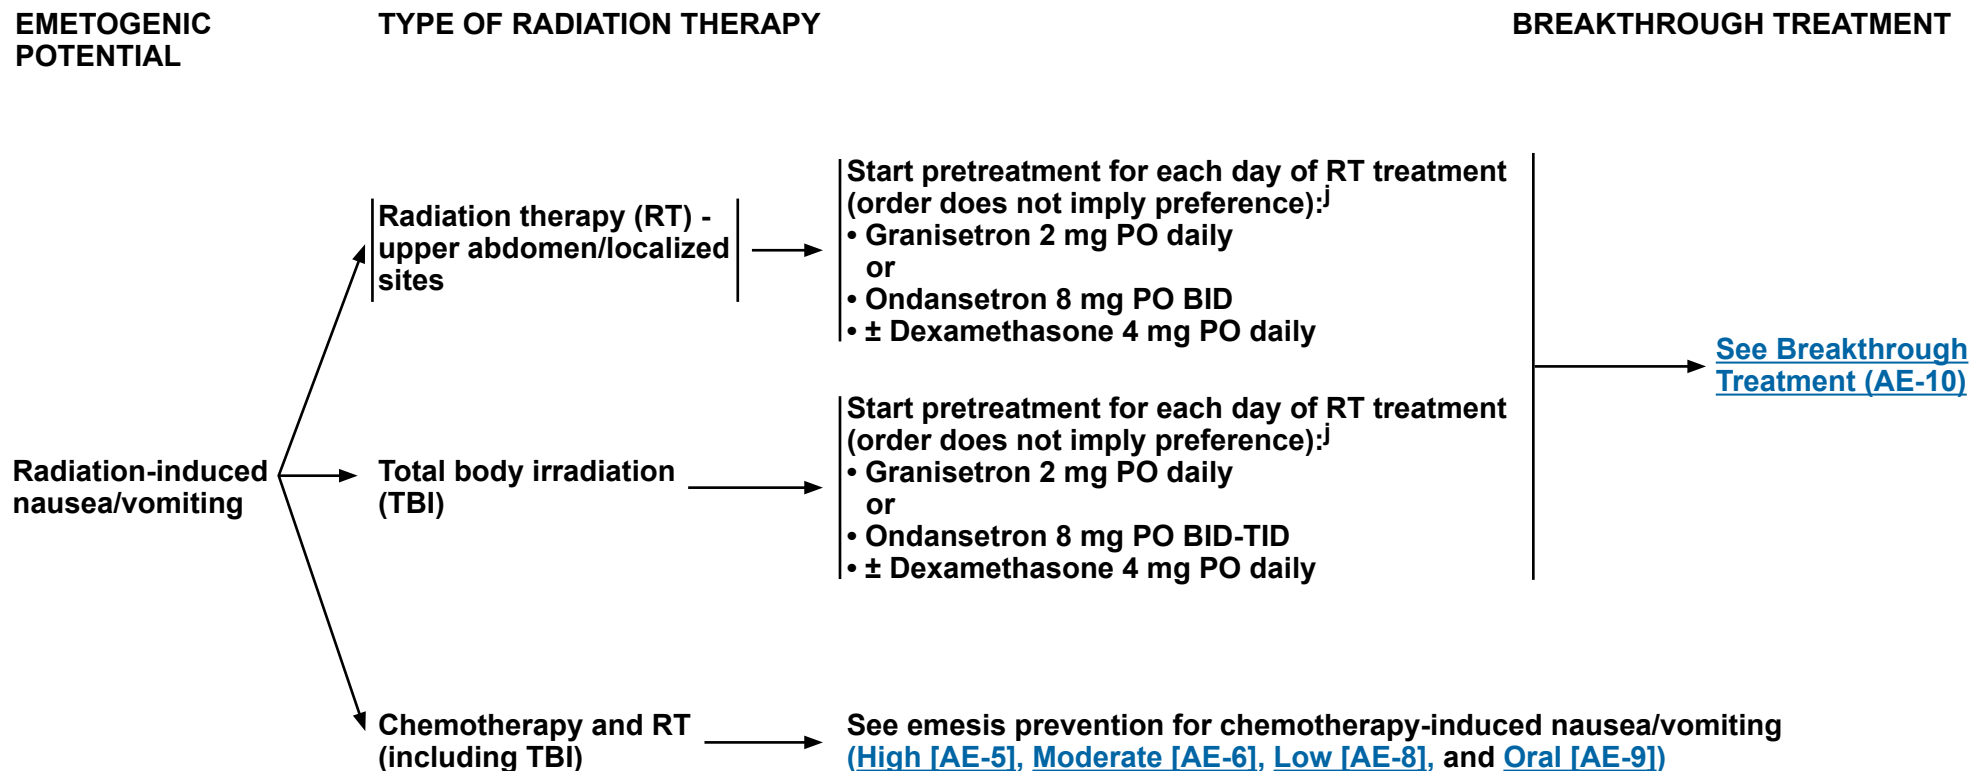 EMETOGENIC
POTENTIAL
TYPE OF RADIATION THERAPY
BREAKTHROUGH TREATMENT
Radiation-induced
nausea/vomiting
Radiation therapy (RT) -
upper abdomen/localized
sites
Start pretreatment for each day of RT treatment
(order does not imply preference):j
• Granisetron 2 mg PO daily
or
• Ondansetron 8 mg PO BID
• ± Dexamethasone 4 mg PO daily
Total body irradiation
(TBI)
Start pretreatment for each day of RT treatment
(order does not imply preference):j
• Granisetron 2 mg PO daily
or
• Ondansetron 8 mg PO BID-TID
• ± Dexamethasone 4 mg PO daily
See Breakthrough
Treatment (AE-10)
Chemotherapy and RT
(including TBI)
See emesis prevention for chemotherapy-induced nausea/vomiting
(High [AE-5], Moderate [AE-6], Low [AE-8], and Oral [AE-9])